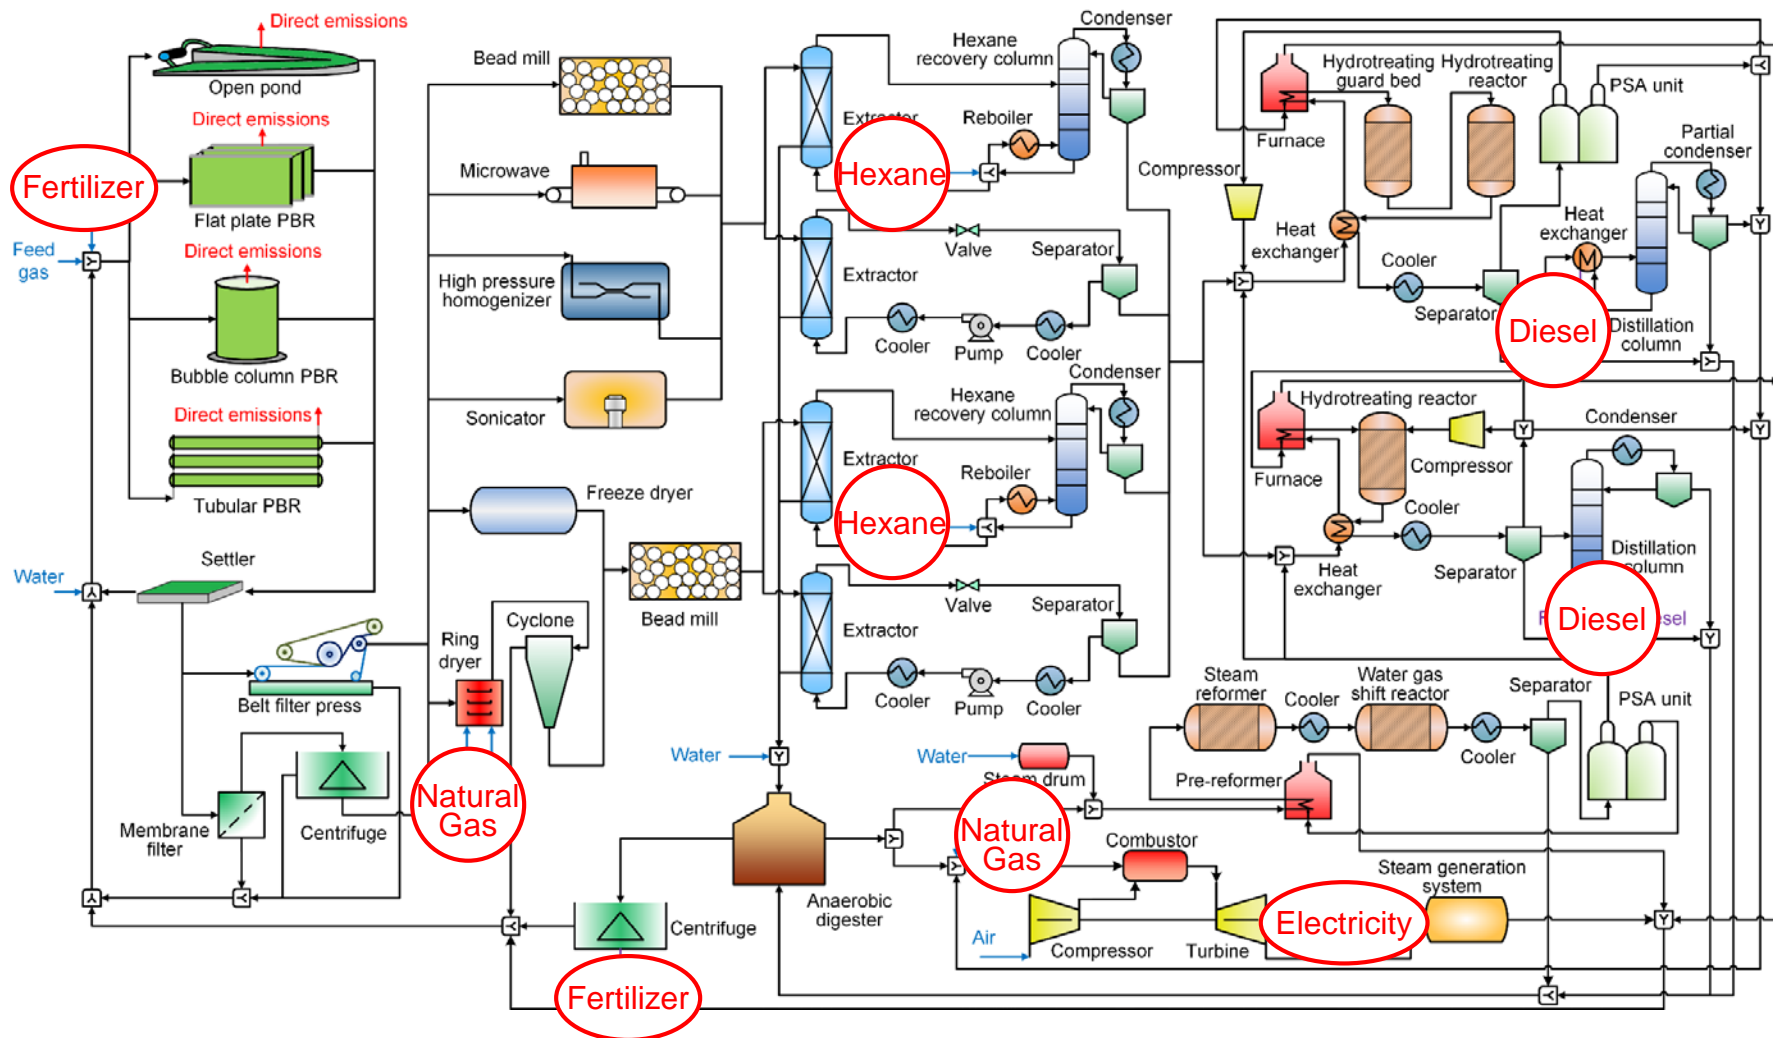 Direct emissions
Open pond
Direct emissions
Fertilizer
Flat plate PBR
Feed
gas
Direct emissions
Bubble column PBR
Direct emissions
Tubular PBR
Settler
Water
Belt filter press
Membrane
filter
Centrifuge
Bead mill
Microwave
High pressure
homogenizer
Sonicator
Freeze dryer
Ring
dryer
Cyclone
Natural
Gas
Bead mill
Extractor
Hexane
Hexane
recovery column
Condenser
Reboiler
Extractor
Valve
Separator
Cooler
Pump
Cooler
Extractor
Hexane
Hexane
recovery column
Condenser
Reboiler
Extractor
Valve
Separator
Cooler
Pump
Cooler
Water
Anaerobic
digester
Centrifuge
Fertilizer
Water
Steam drum
Natural
Gas
Combustor
Air
Compressor
Turbine
Electricity
Steam generation
system
Pre-reformer
Steam
reformer
Cooler
Water gas
shift reactor
Cooler
Separator
PSA unit
Furnace
Hydrotreating
guard bed
Hydrotreating
reactor
PSA unit
Compressor
Heat
exchanger
Cooler
Separator
Heat
exchanger
Partial
condenser
Distillation
column
Diesel
Furnace
Hydrotreating reactor
Compressor
Condenser
Heat
exchanger
Cooler
Separator
Distillation
column
Diesel